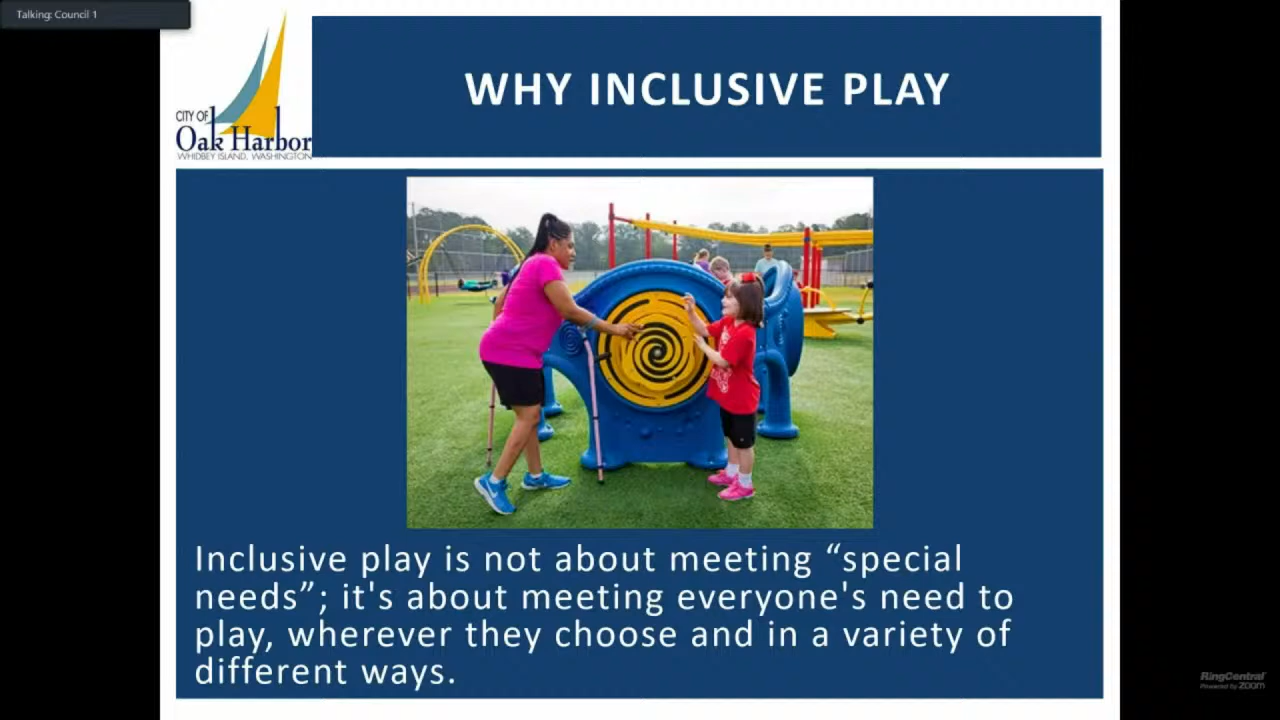 Talking: Council 1
CITY OF
Oak Harbor
WHIDBEY ISLAND, WASHINGTON
WHY INCLUSIVE PLAY
Inclusive play is not about meeting “special
needs”; it's about meeting everyone's need to
play, wherever they choose and in a variety of
different ways.
RingCentral
Powered by zoom